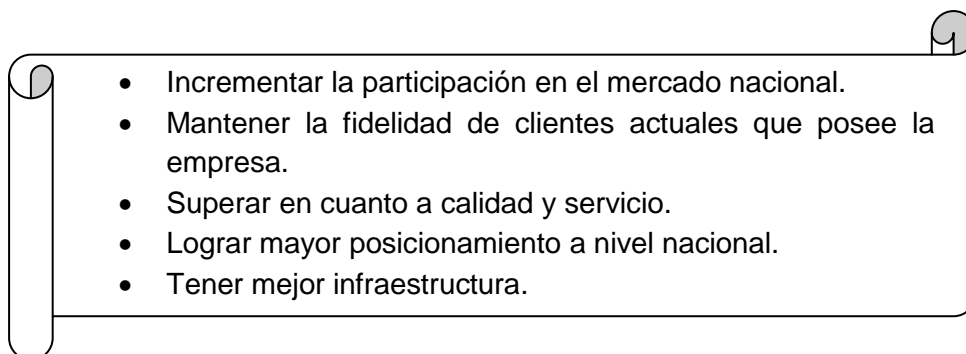 • Incrementar la participación en el mercado nacional.
• Mantener la fidelidad de clientes actuales que posee la
empresa.
• Superar en cuanto a calidad y servicio.
• Lograr mayor posicionamiento a nivel nacional.
• Tener mejor infraestructura.